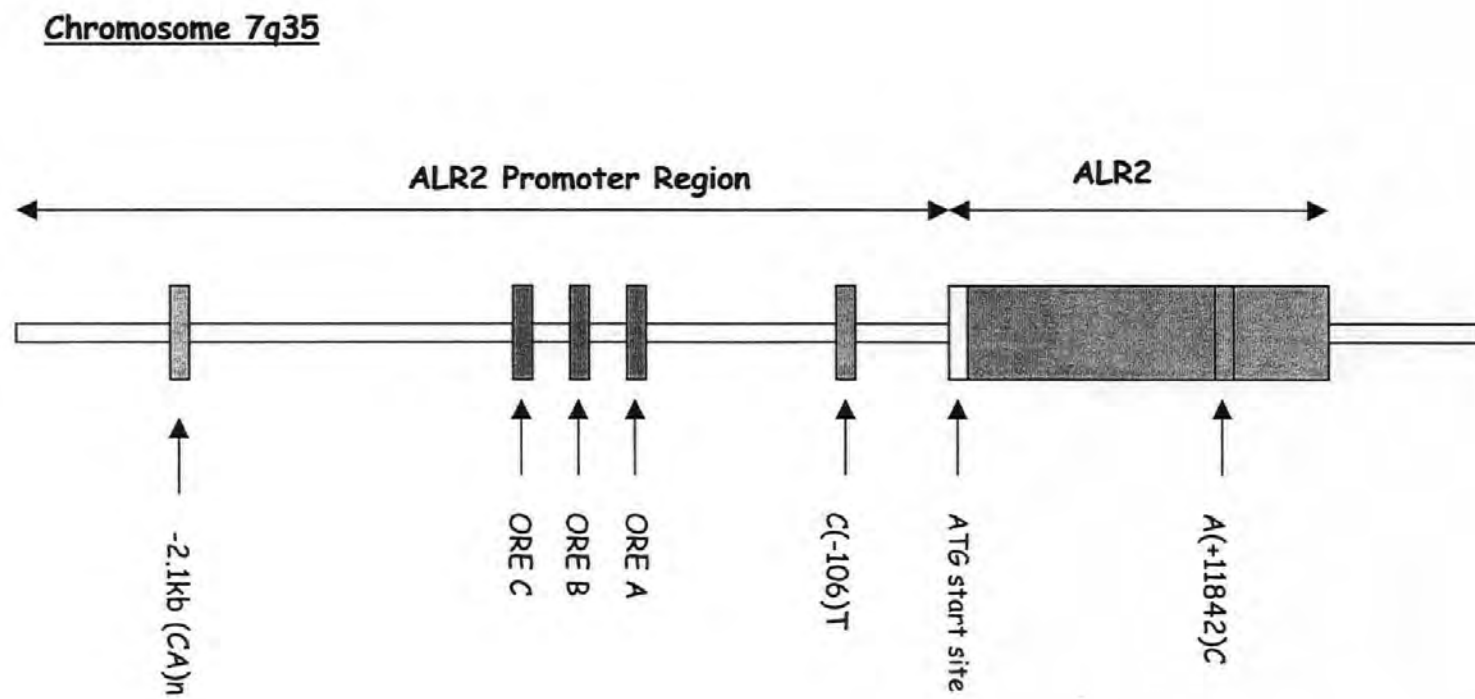 Chromosome 7q35
ALR2 Promoter Region
ALR2
-2.1kb (CA)n
ORE C
ORE B
ORE A
C(-106)T
ATG start site
A(+11842)C